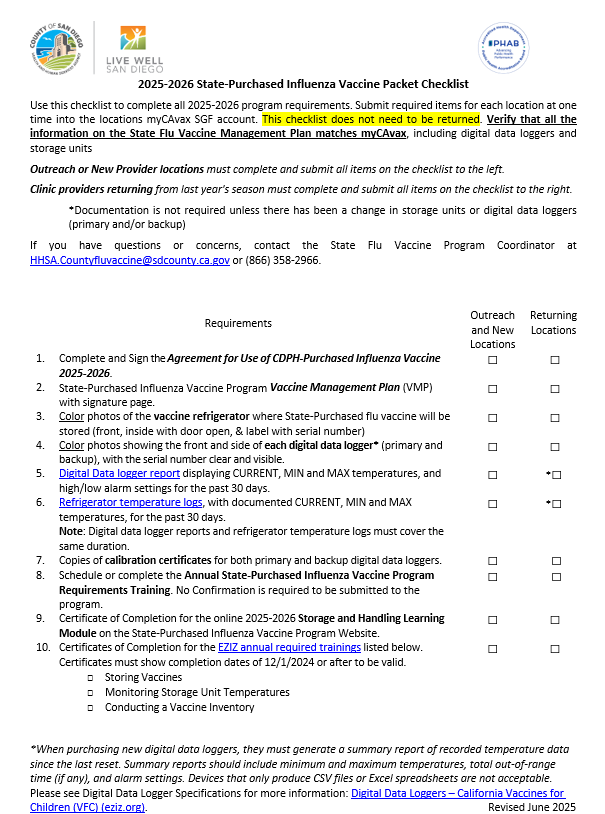 COUNTY OF SAN DIEGO
LIVE WELL
SAN DIEGO
PHAB
2025-2026 State-Purchased Influenza Vaccine Packet Checklist
Use this checklist to complete all 2025-2026 program requirements. Submit required items for each location at one
time into the locations myCAvax SGF account. This checklist does not need to be returned. Verify that all the
information on the State Flu Vaccine Management Plan matches myCAvax, including digital data loggers and
storage units
Outreach or New Provider locations must complete and submit all items on the checklist to the left.
Clinic providers returning from last year's season must complete and submit all items on the checklist to the right.
*Documentation is not required unless there has been a change in storage units or digital data loggers
(primary and/or backup)
If you have questions or concerns, contact the State Flu Vaccine Program Coordinator at
HHSA.Countyfluvaccine@sdcounty.ca.gov or (866) 358-2966.
Requirements
Outreach
and New
Locations
Returning
Locations
1. Complete and Sign the Agreement for Use of CDPH-Purchased Influenza Vaccine ☐ ☐
2025-2026.
2. State-Purchased Influenza Vaccine Program Vaccine Management Plan (VMP) ☐ ☐
with signature page.
3. Color photos of the vaccine refrigerator where State-Purchased flu vaccine will be ☐ ☐
stored (front, inside with door open, & label with serial number)
4. Color photos showing the front and side of each digital data logger* (primary and ☐ ☐
backup), with the serial number clear and visible.
5. Digital Data logger report displaying CURRENT, MIN and MAX temperatures, and ☐ *☐
high/low alarm settings for the past 30 days.
6. Refrigerator temperature logs, with documented CURRENT, MIN and MAX ☐ *☐
temperatures, for the past 30 days.
Note: Digital data logger reports and refrigerator temperature logs must cover the
same duration.
7. Copies of calibration certificates for both primary and backup digital data loggers. ☐ ☐
8. Schedule or complete the Annual State-Purchased Influenza Vaccine Program ☐ ☐
Requirements Training. No Confirmation is required to be submitted to the
program.
9. Certificate of Completion for the online 2025-2026 Storage and Handling Learning ☐ ☐
Module on the State-Purchased Influenza Vaccine Program Website.
10. Certificates of Completion for the EZIZ annual required trainings listed below. ☐ ☐
Certificates must show completion dates of 12/1/2024 or after to be valid.
☐ Storing Vaccines
☐ Monitoring Storage Unit Temperatures
☐ Conducting a Vaccine Inventory
*When purchasing new digital data loggers, they must generate a summary report of recorded temperature data
since the last reset. Summary reports should include minimum and maximum temperatures, total out-of-range
time (if any), and alarm settings. Devices that only produce CSV files or Excel spreadsheets are not acceptable.
Please see Digital Data Logger Specifications for more information: Digital Data Loggers – California Vaccines for
Children (VFC) (eziz.org). Revised June 2025